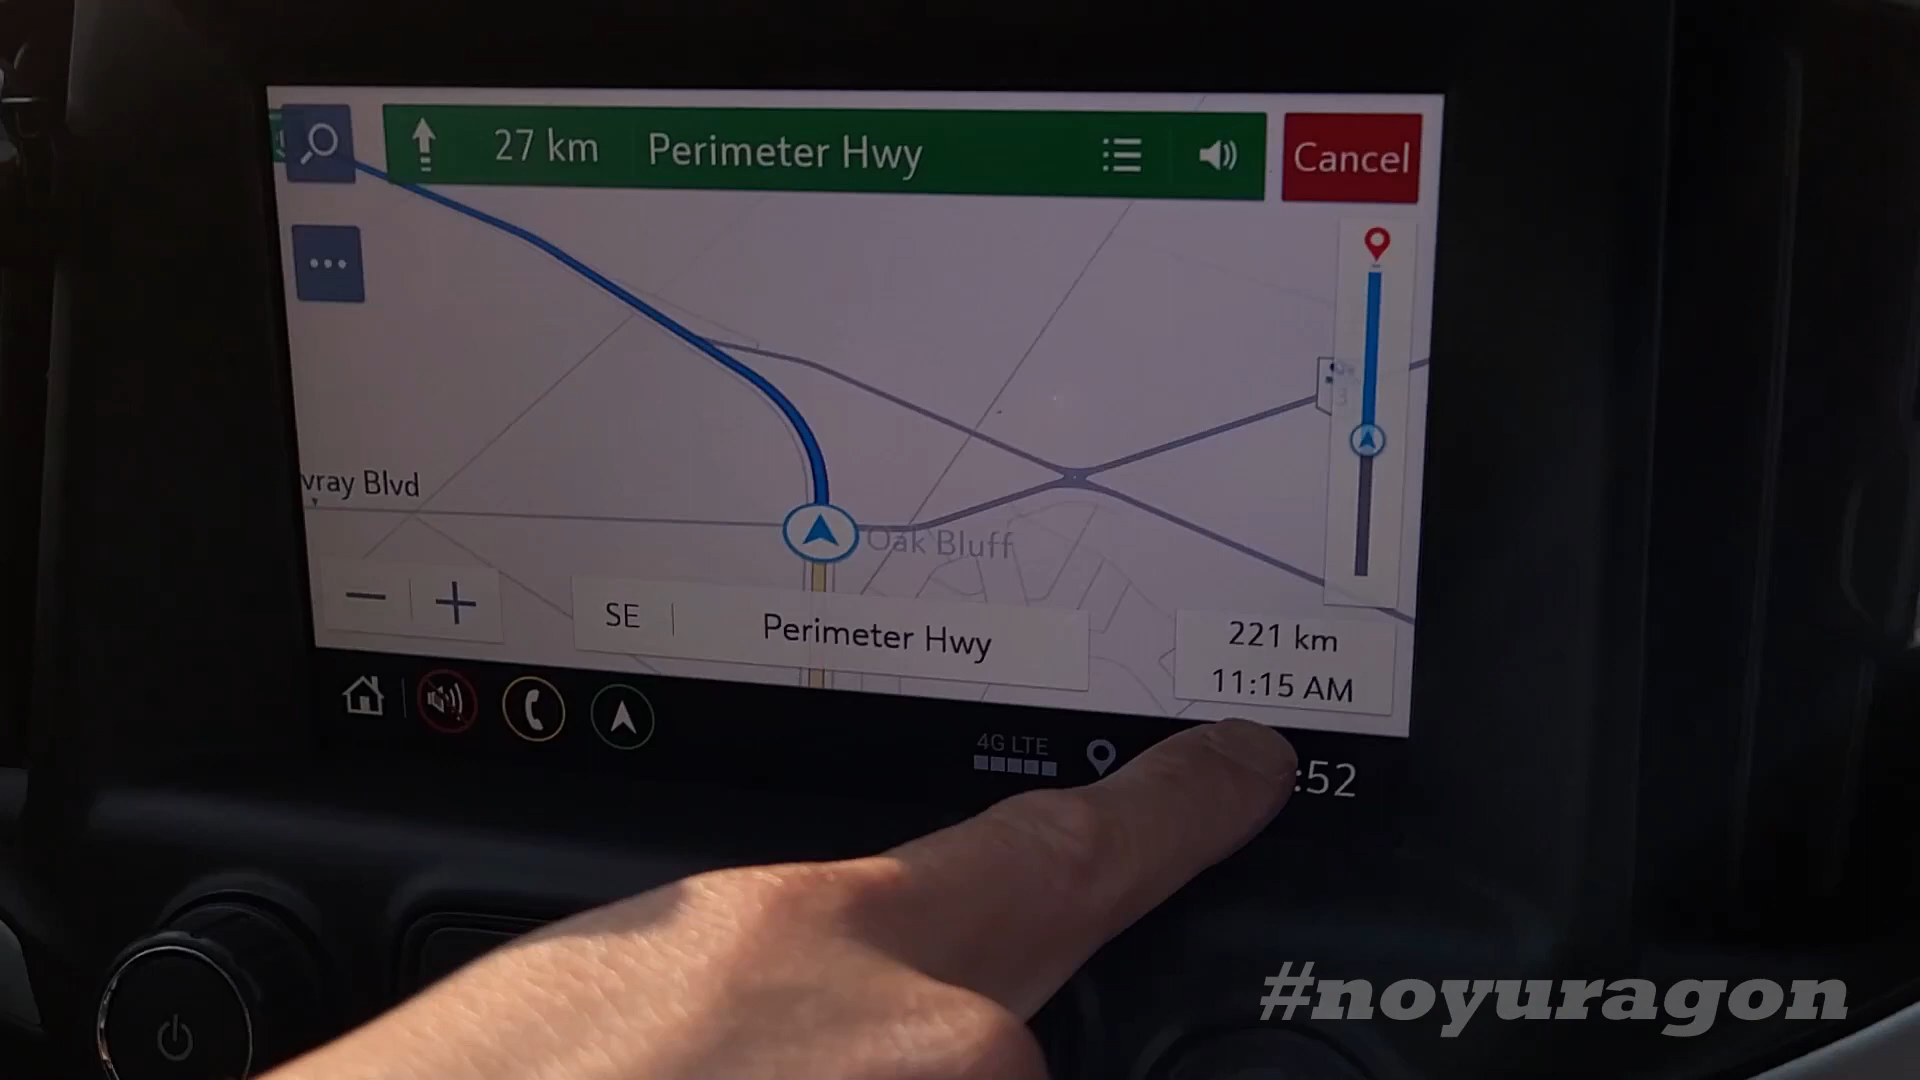 27 km Perimeter Hwy Cancel
vray Blvd
Oak Bluff
SE Perimeter Hwy
221 km
11:15 AM
4G LTE
:52
#noyuragon